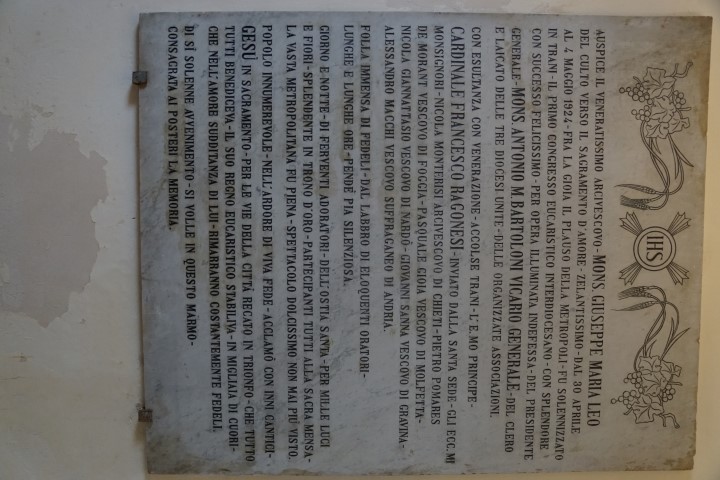 IHS
AUSPICE IL VENERATISSIMO ARCIVESCOVO-MONS. GIUSEPPE MARIA LEO
DEL CULTO VERSO IL SACRAMENTO D'AMORE-ZELANTISSIMO-DAL 30 APRILE
AL 4 MAGGIO 1924-FRA LA GIOIA IL PLAUSO DELLA METROPOLI-FU SOLENNIZZATO
IN TRANI-IL PRIMO CONGRESSO EUCARISTICO INTERDIOCESANO-CON SPLENDORE
CON SUCCESSO FELICISSIMO-PER OPERA ILLUMINATA INDEFESSA-DEL PRESIDENTE
GENERALE-MONS. ANTONIO M. BARTOLONI VICARIO GENERALE-DEL CLERO
E LAICATO DELLE TRE DIOCESI UNITE-DELLE ORGANIZZATE ASSOCIAZIONI.
CON ESULTANZA CON VENERAZIONE-ACCOLSE TRANI-L'E.MO PRINCIPE-
CARDINALE FRANCESCO RAGONESI-INVIATO DALLA SANTA SEDE-GLI ECC.MI
MONSIGNORI-NICOLA MONTERISI ARCIVESCOVO DI CHIETI-PIETRO POMARES
DE MORANT VESCOVO DI FOGGIA-PASQUALE GIOIA VESCOVO DI MOLFETTA-
NICOLA GIANNATTASIO VESCOVO DI NARDÒ-GIOVANNI SANNA VESCOVO DI GRAVINA-
ALESSANDRO MACCHI VESCOVO SUFFRAGANEO DI ANDRIA.
FOLLA IMMENSA DI FEDELI-DAL LABBRO DI ELOQUENTI ORATORI-
LUNGHE E LUNGHE ORE-PENDÉ PIA SILENZIOSA.
GIORNO E NOTTE-DI FERVENTI ADORATORI-DELL'OSTIA SANTA-PER MILLE LUCI
E FIORI-SPLENDENTE IN TRONO D'ORO-PARTECIPANTI TUTTI ALLA SACRA MENSA-
LA VASTA METROPOLITANA FU PIENA-SPETTACOLO DOLCISSIMO NON MAI PIÙ VISTO.
POPOLO INNUMEREVOLE-NELL'ARDORE DI VIVA FEDE-ACCLAMÒ CON INNI CANTICI-
GESÙ IN SACRAMENTO-PER LE VIE DELLA CITTÀ RECATO IN TRIONFO-CHE TUTTO
TUTTI BENEDICEVA-IL SUO REGNO EUCARISTICO STABILIVA-IN MIGLIAIA DI CUORI-
CHE NELL'AMORE SUDDITANZA DI LUI-RIMARRANNO COSTANTEMENTE FEDELI.
DI SÌ SOLENNE AVVENIMENTO-SI VOLLE IN QUESTO MARMO-
CONSACRATA AI POSTERI LA MEMORIA.